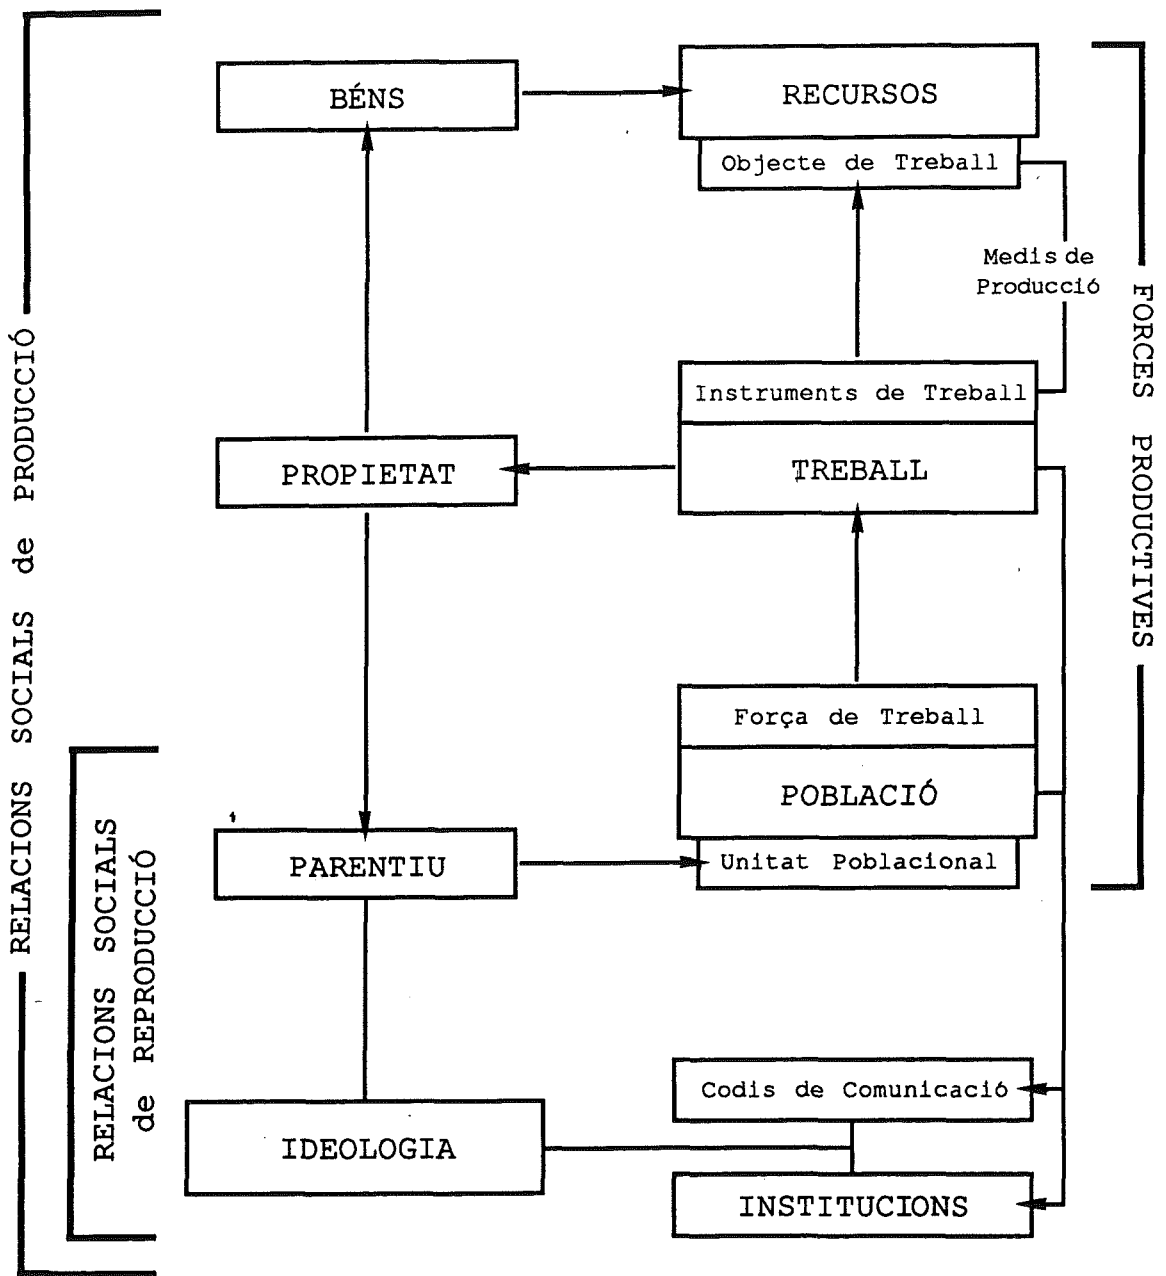 BÉNS
RECURSOS
Objecte de Treball
Medis de
Producció
Instruments de Treball
PROPIETAT
TREBALL
Força de Treball
POBLACIÓ
PARENTIU
Unitat Poblacional
Codis de Comunicació
IDEOLOGIA
INSTITUCIONS
RELACIONS SOCIALS de PRODUCCIÓ
RELACIONS SOCIALS
de REPRODUCCIÓ
FORCES PRODUCTIVES